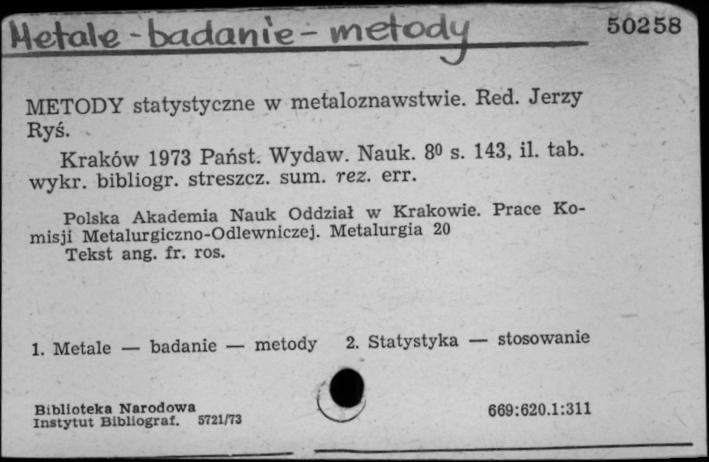 Metale - badanie - metody
50258
METODY statystyczne w metaloznawstwie. Red. Jerzy
Ryś.
Kraków 1973 Państ. Wydaw. Nauk. 8⁰ s. 143, il. tab.
wykr. bibliogr. streszcz. sum. rez. err.
Polska Akademia Nauk Oddział w Krakowie. Prace Ko-
misji Metalurgiczno-Odlewniczej. Metalurgia 20
Tekst ang. fr. ros.
1. Metale — badanie — metody 2. Statystyka — stosowanie
Biblioteka Narodowa
Instytut Bibliograf. 5721/73
669:620.1:311